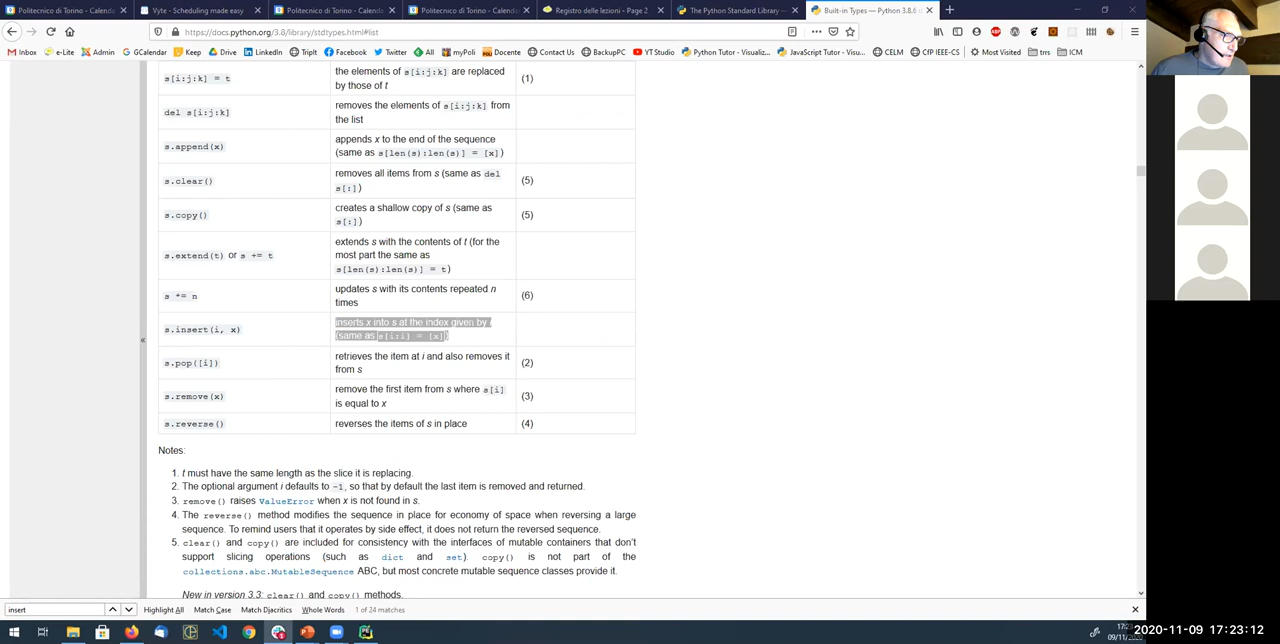 Politecnico di Torino - Calenda
Vyte - Scheduling made easy
Politecnico di Torino - Calenda
Politecnico di Torino - Calenda
Registro delle lezioni - Page 2
The Python Standard Library —
Built-in Types — Python 3.8.6
https://docs.python.org/3.8/library/stdtypes.html#list
Inbox
e-Lite
Admin
GCalendar
Keep
Drive
LinkedIn
TripIt
Facebook
Twitter
All
myPoli
Docente
Contact Us
BackupPC
YT Studio
Python Tutor - Visualiz...
JavaScript Tutor - Visu...
CELM
CfP IEEE-CS
Most Visited
trrs
ICM
s[i:j:k] = t
the elements of s[i:j:k] are replaced
by those of t
(1)
del s[i:j:k]
removes the elements of s[i:j:k] from
the list
s.append(x)
appends x to the end of the sequence
(same as s[len(s):len(s)] = [x])
s.clear()
removes all items from s (same as del
s[:])
(5)
s.copy()
creates a shallow copy of s (same as
s[:])
(5)
s.extend(t) or s += t
extends s with the contents of t (for the
most part the same as
s[len(s):len(s)] = t)
s *= n
updates s with its contents repeated n
times
(6)
s.insert(i, x)
inserts x into s at the index given by i
(same as s[i:i] = [x])
s.pop([i])
retrieves the item at i and also removes it
from s
(2)
s.remove(x)
remove the first item from s where s[i]
is equal to x
(3)
s.reverse()
reverses the items of s in place
(4)
Notes:
1. t must have the same length as the slice it is replacing.
2. The optional argument i defaults to -1, so that by default the last item is removed and returned.
3. remove() raises ValueError when x is not found in s.
4. The reverse() method modifies the sequence in place for economy of space when reversing a large
sequence. To remind users that it operates by side effect, it does not return the reversed sequence.
5. clear() and copy() are included for consistency with the interfaces of mutable containers that don't
support slicing operations (such as dict and set). copy() is not part of the
collections.abc.MutableSequence ABC, but most concrete mutable sequence classes provide it.
New in version 3.3: clear() and copy() methods.
insert
Highlight All
Match Case
Match Diacritics
Whole Words
1 of 24 matches
09/11/
2020-11-09 17:23:12